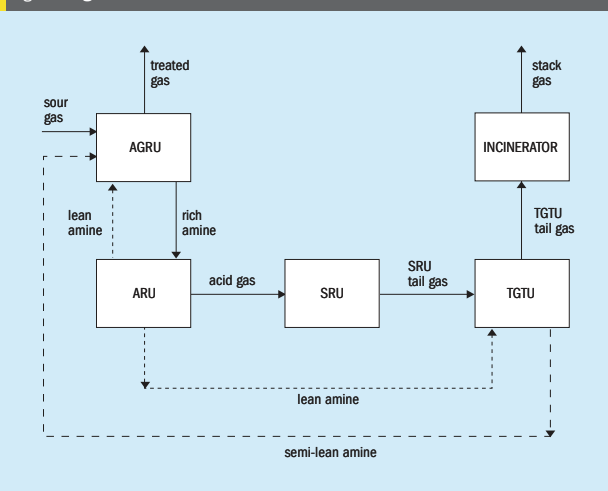 treated
gas
stack
gas
sour
gas
AGRU
INCINERATOR
lean
amine
rich
amine
TGTU
tail gas
ARU
acid gas
SRU
SRU
tail gas
TGTU
lean amine
semi-lean amine